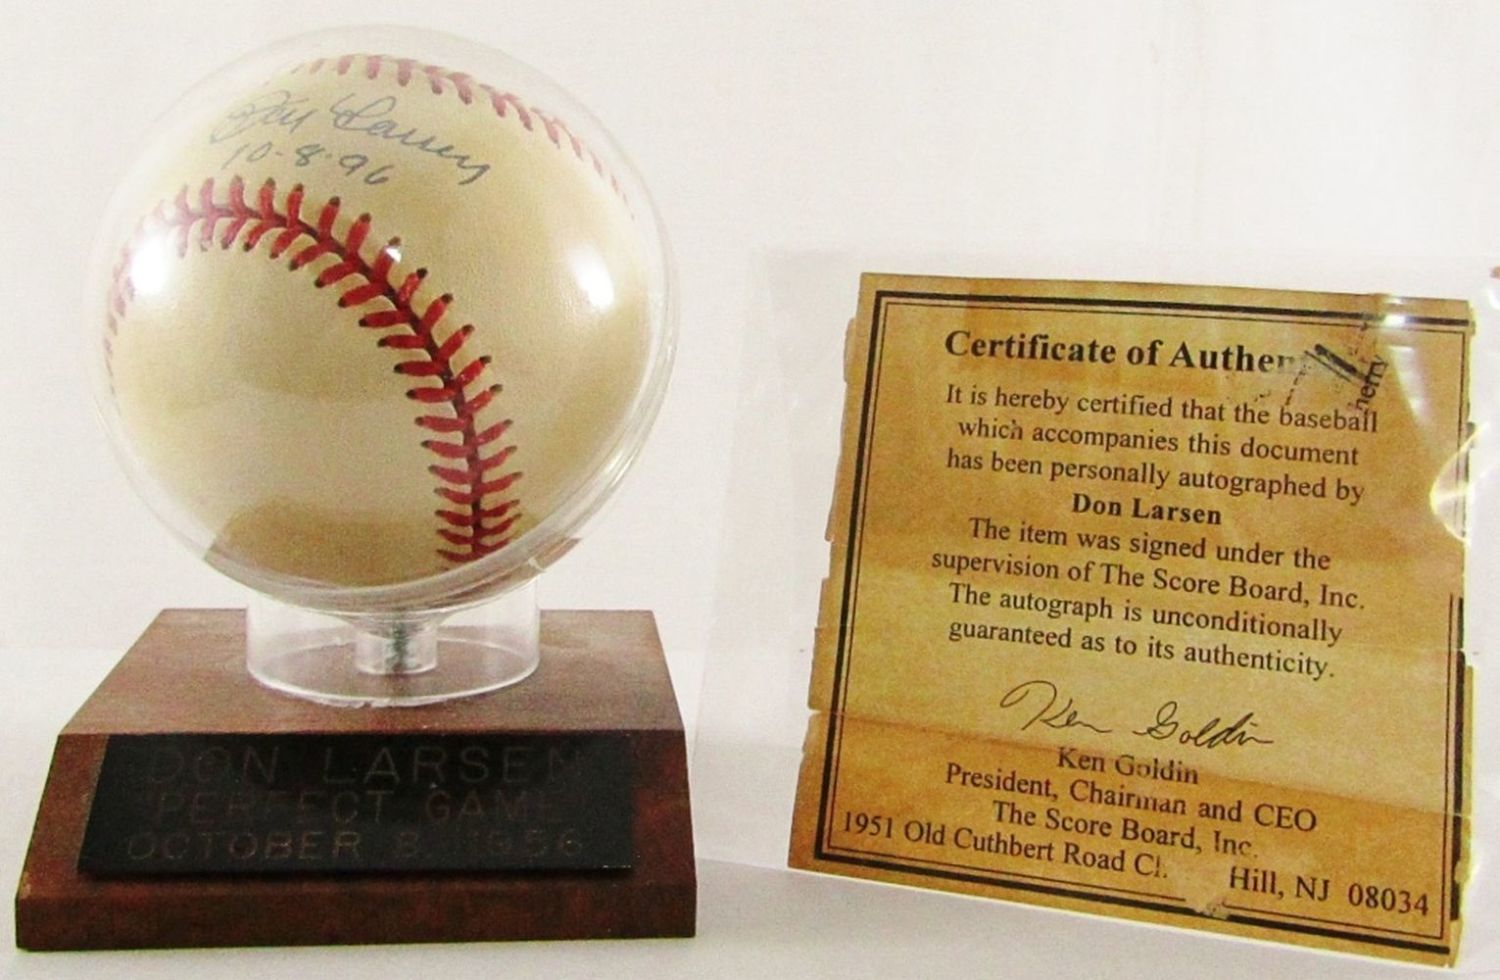 Don Larsen
10-8-96
DON LARSEN
PERFECT GAME
OCTOBER 8 1956
Certificate of Authen
It is hereby certified that the baseball
which accompanies this document
has been personally autographed by
Don Larsen
The item was signed under the
supervision of The Score Board, Inc.
The autograph is unconditionally
guaranteed as to its authenticity.
Ken Goldin
Ken Goldin
President, Chairman and CEO
The Score Board, Inc.
1951 Old Cuthbert Road C Hill, NJ 08034
herry